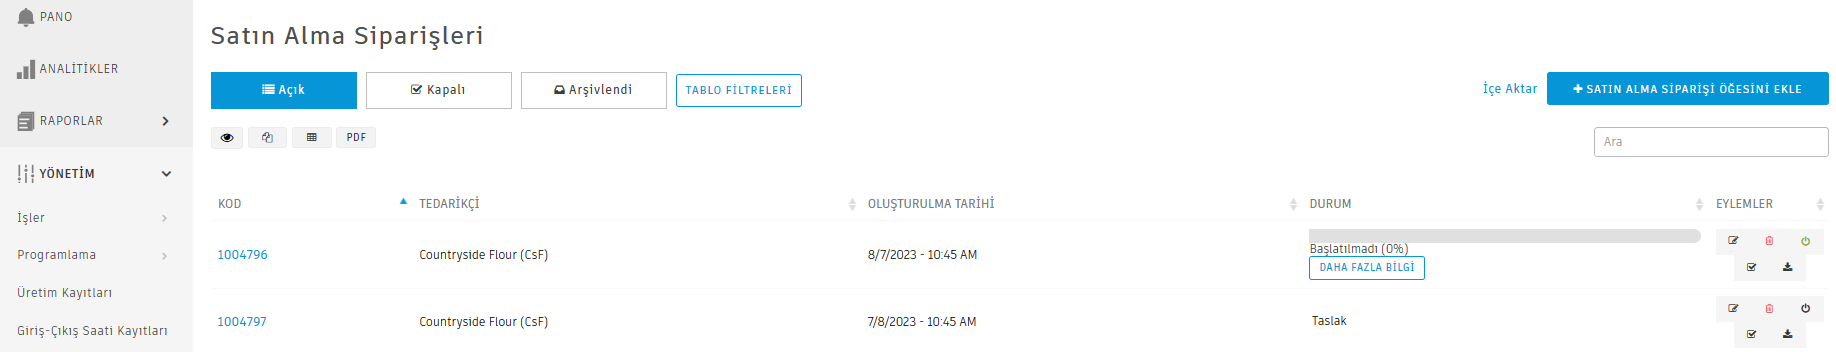 PANO
ANALİTİKLER
RAPORLAR
YÖNETİM
İşler
Programlama
Üretim Kayıtları
Giriş-Çıkış Saati Kayıtları
Satın Alma Siparişleri
Açık Kapalı Arşivlendi TABLO FİLTRELERİ İçe Aktar SATIN ALMA SİPARİŞİ ÖĞESİNİ EKLE
PDF Ara
KOD TEDARİKÇİ OLUŞTURULMA TARİHİ DURUM EYLEMLER
1004796 Countryside Flour (CsF) 8/7/2023 - 10:45 AM Başlatılmadı (0%)
DAHA FAZLA BİLGİ
1004797 Countryside Flour (CsF) 7/8/2023 - 10:45 AM Taslak